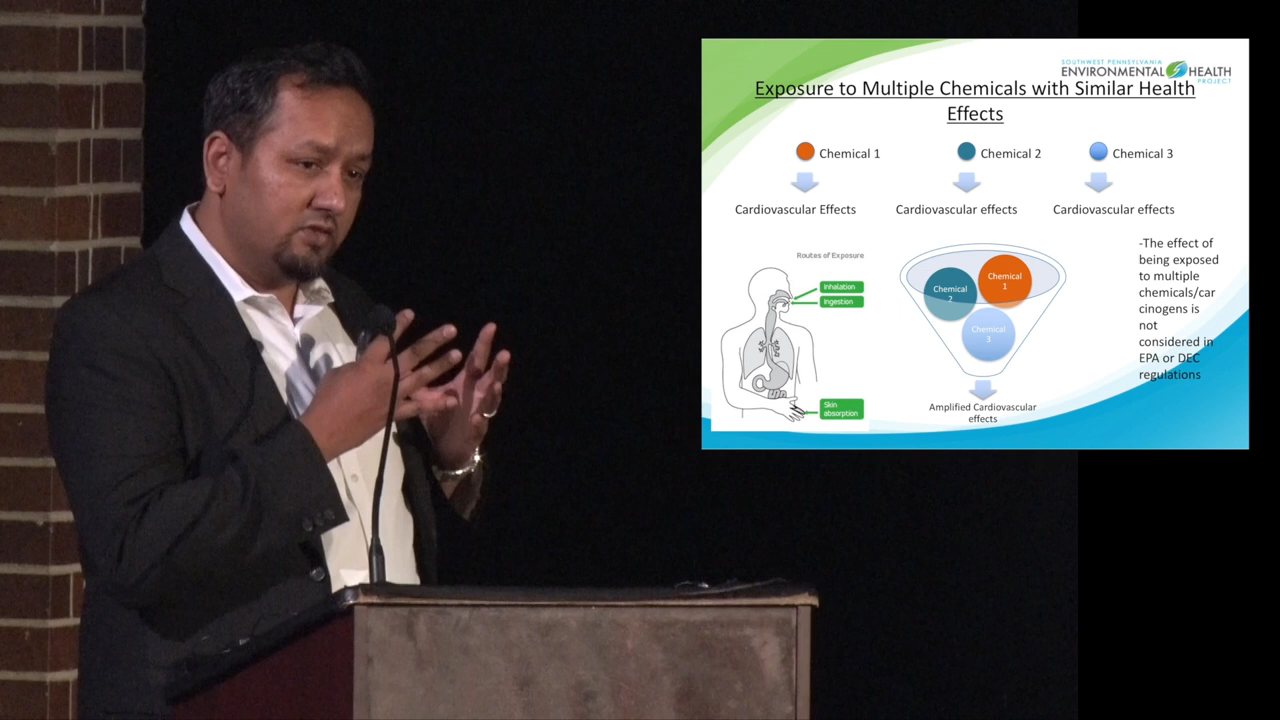 SOUTHWEST PENNSYLVANIA
ENVIRONMENTAL HEALTH
PROJECT
Exposure to Multiple Chemicals with Similar Health
Effects
Chemical 1
Chemical 2
Chemical 3
Cardiovascular Effects
Cardiovascular effects
Cardiovascular effects
Routes of Exposure
Inhalation
Ingestion
Skin
absorption
Chemical
1
Chemical
2
Chemical
3
Amplified Cardiovascular
effects
-The effect of
being exposed
to multiple
chemicals/car
cinogens is
not
considered in
EPA or DEC
regulations